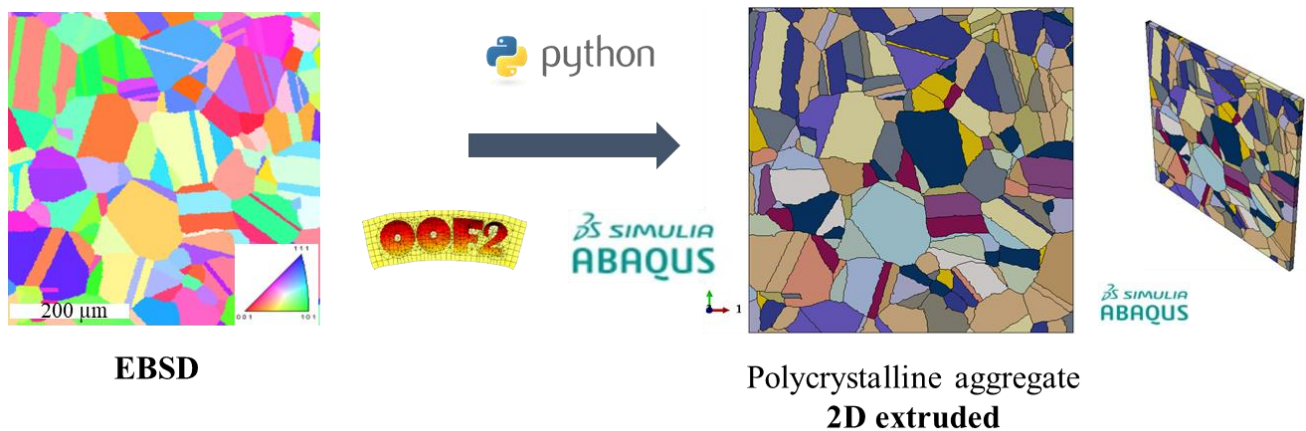 python
OOF2
SIMULIA
ABAQUS
111
001
101
200 µm
1
SIMULIA
ABAQUS
EBSD
Polycrystalline aggregate
2D extruded